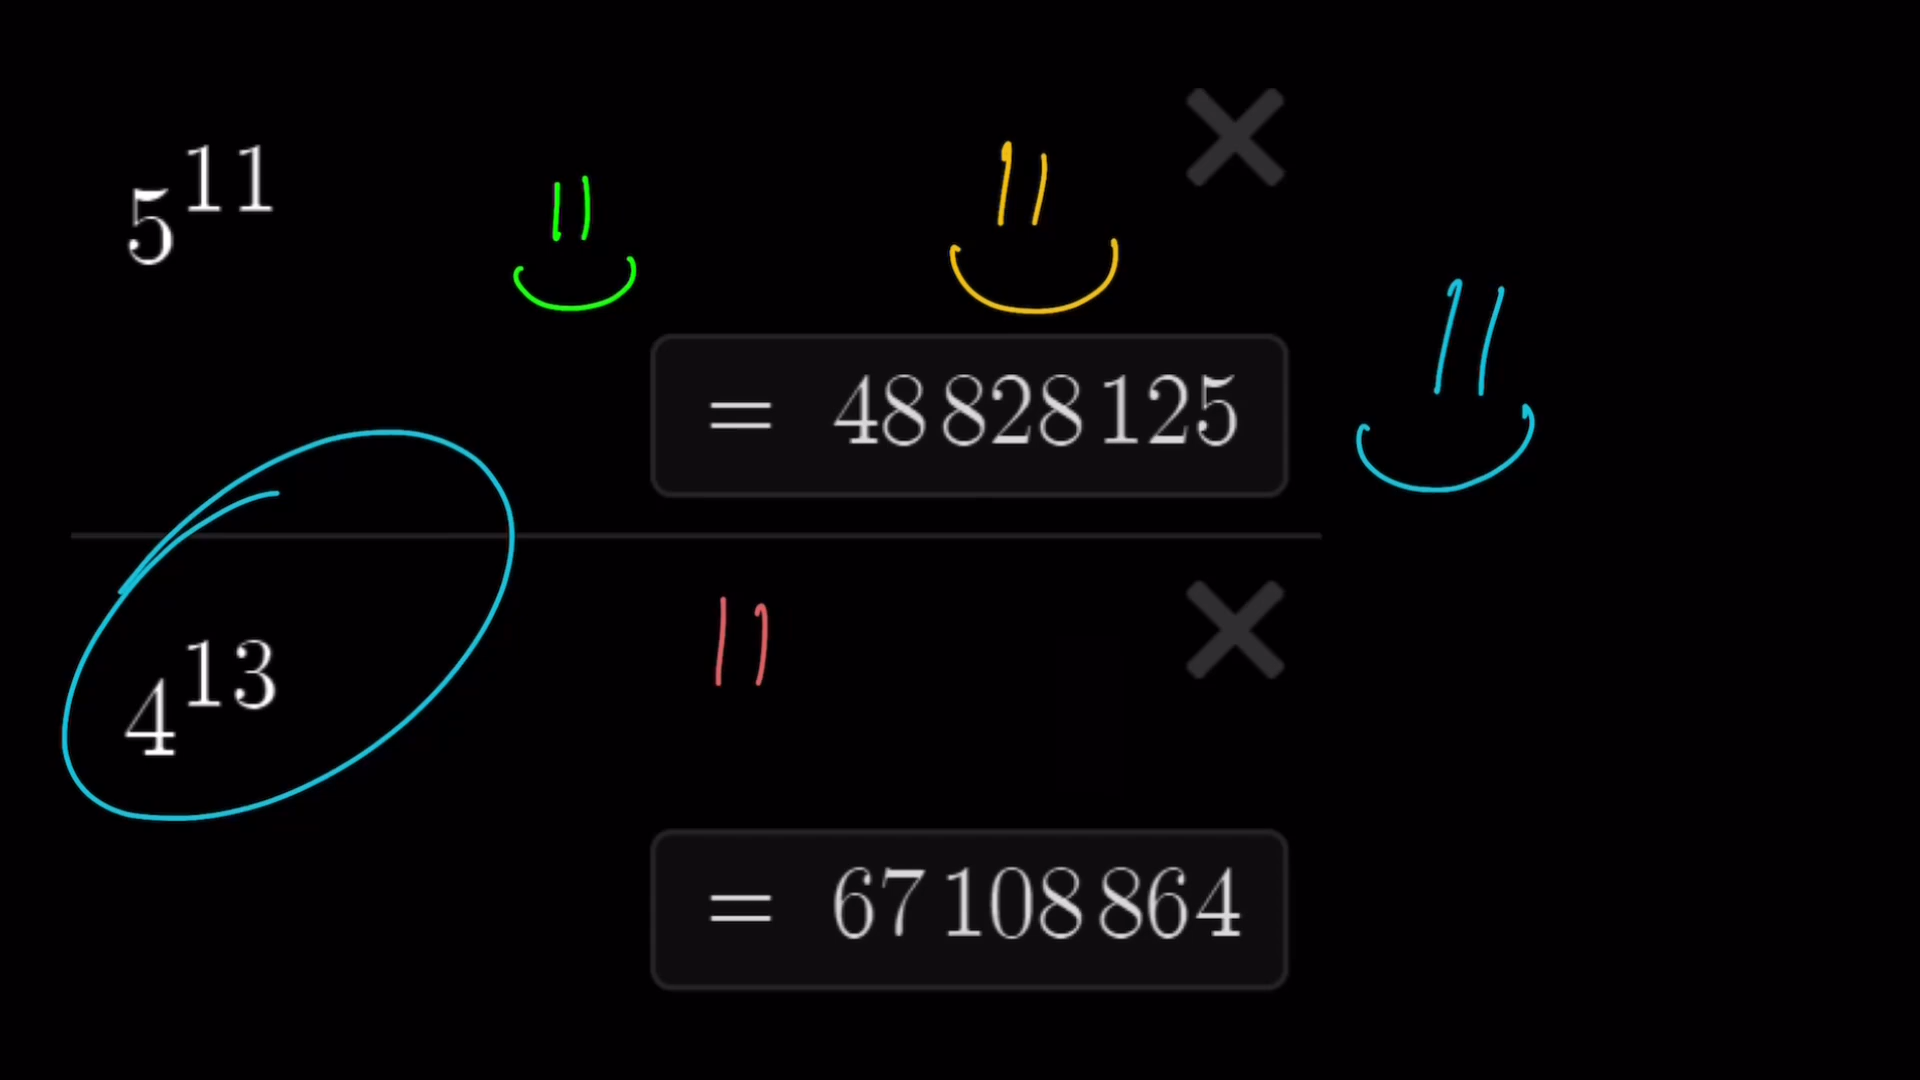 5^11
= 48 828 125
4^13
= 67 108 864